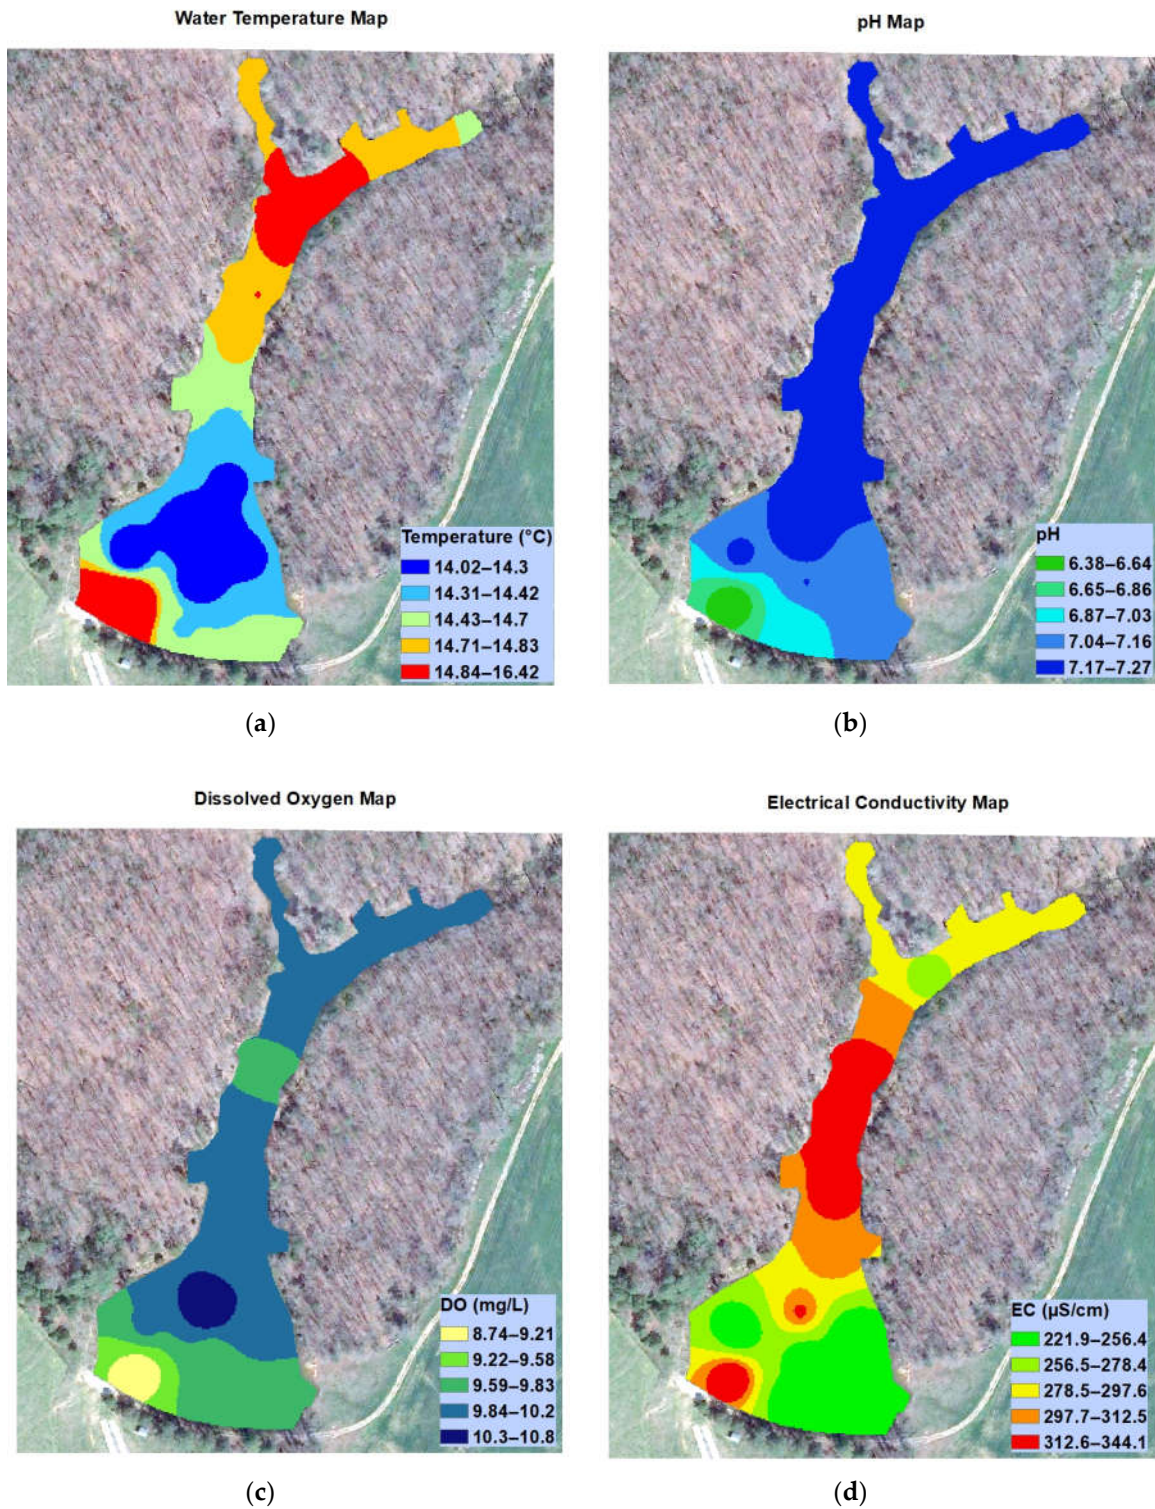 Water Temperature Map
pH Map
Temperature (°C)
14.02–14.3
14.31–14.42
14.43–14.7
14.71–14.83
14.84–16.42
pH
6.38–6.64
6.65–6.86
6.87–7.03
7.04–7.16
7.17–7.27
(a)
(b)
Dissolved Oxygen Map
Electrical Conductivity Map
DO (mg/L)
8.74–9.21
9.22–9.58
9.59–9.83
9.84–10.2
10.3–10.8
EC (µS/cm)
221.9–256.4
256.5–278.4
278.5–297.6
297.7–312.5
312.6–344.1
(c)
(d)